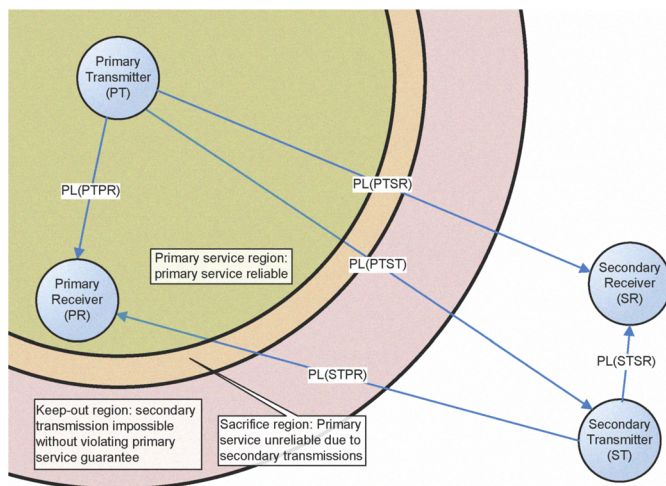 Primary
Transmitter
(PT)
PL(PTPR)
PL(PTSR)
Primary service region:
primary service reliable
PL(PTST)
Primary
Receiver
(PR)
Secondary
Receiver
(SR)
PL(STPR)
PL(STSR)
Keep-out region: secondary
transmission impossible
without violating primary
service guarantee
Sacrifice region: Primary
service unreliable due to
secondary transmissions
Secondary
Transmitter
(ST)